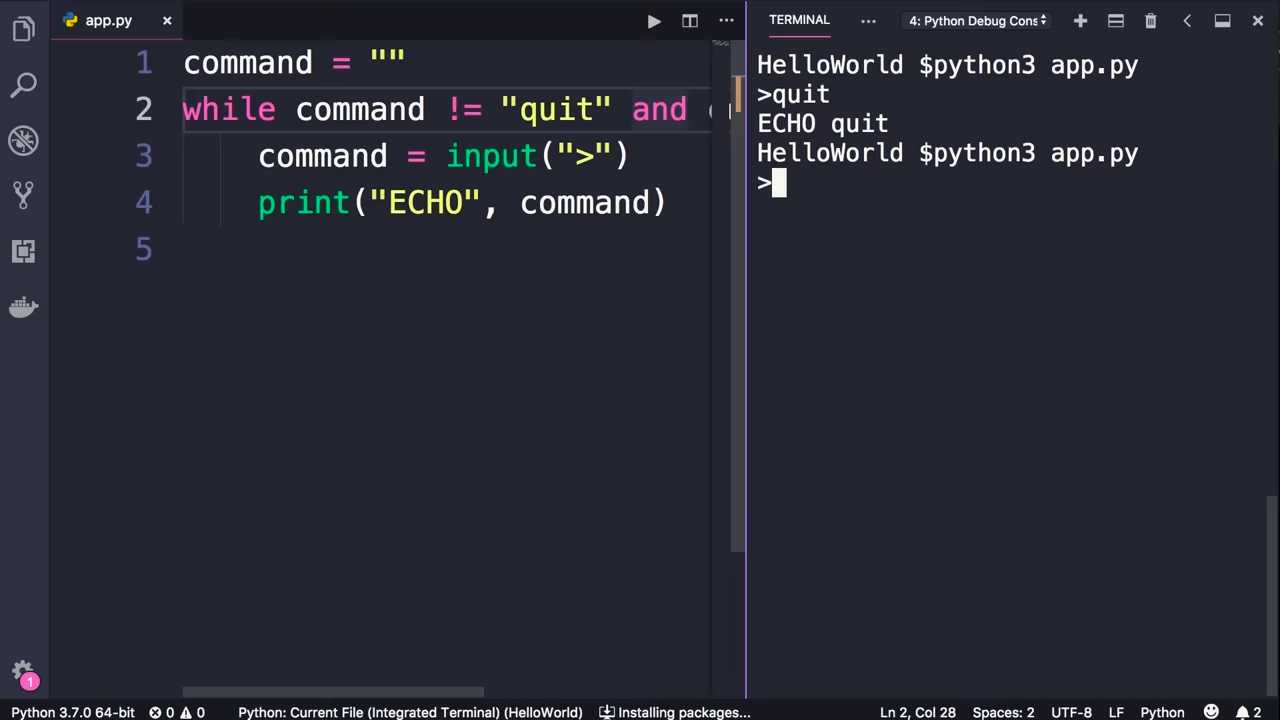 app.py
1 command = ""
2 while command != "quit" and
3 command = input(">")
4 print("ECHO", command)
5
TERMINAL
4: Python Debug Cons
HelloWorld $python3 app.py
>quit
ECHO quit
HelloWorld $python3 app.py
>
1
Python 3.7.0 64-bit 0 0 Python: Current File (Integrated Terminal) (HelloWorld) Installing packages... Ln 2, Col 28 Spaces: 2 UTF-8 LF Python 2